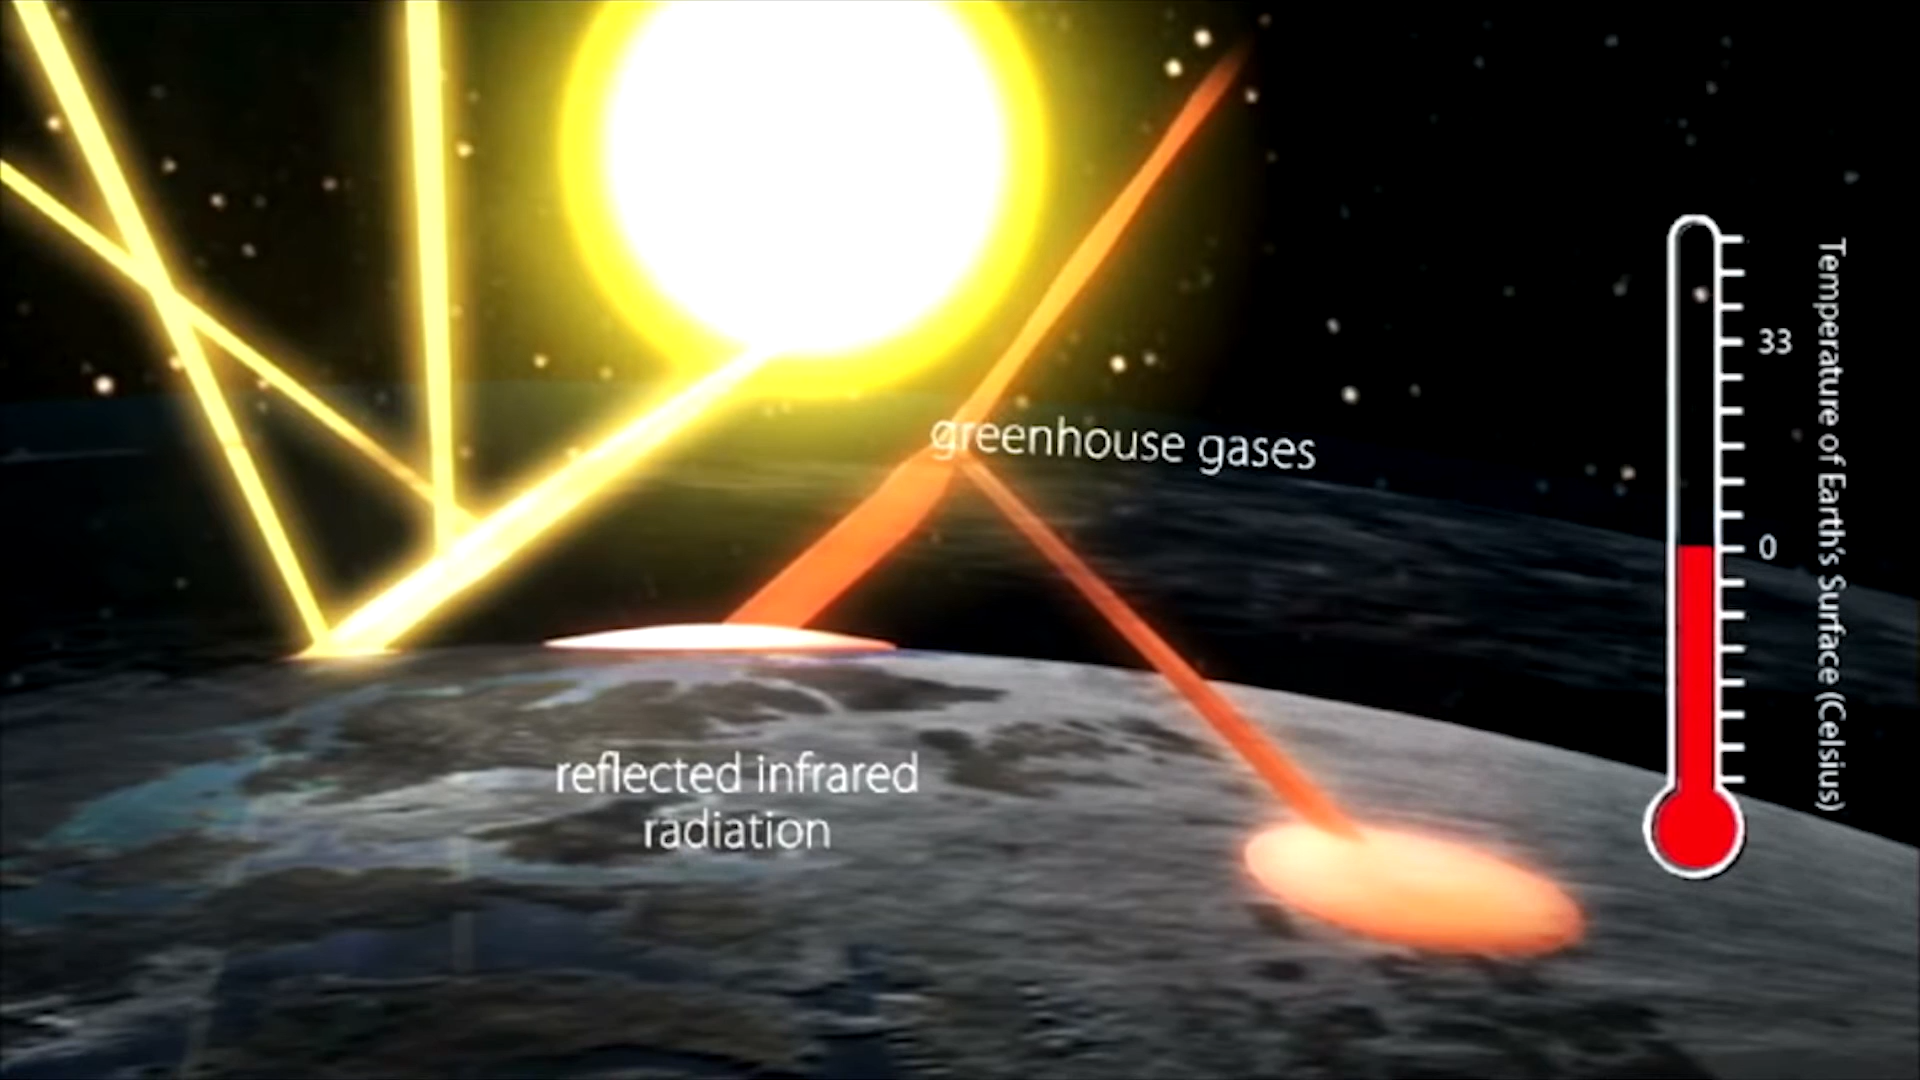 greenhouse gases
reflected infrared
radiation
33
0
Temperature of Earth's Surface (Celsius)